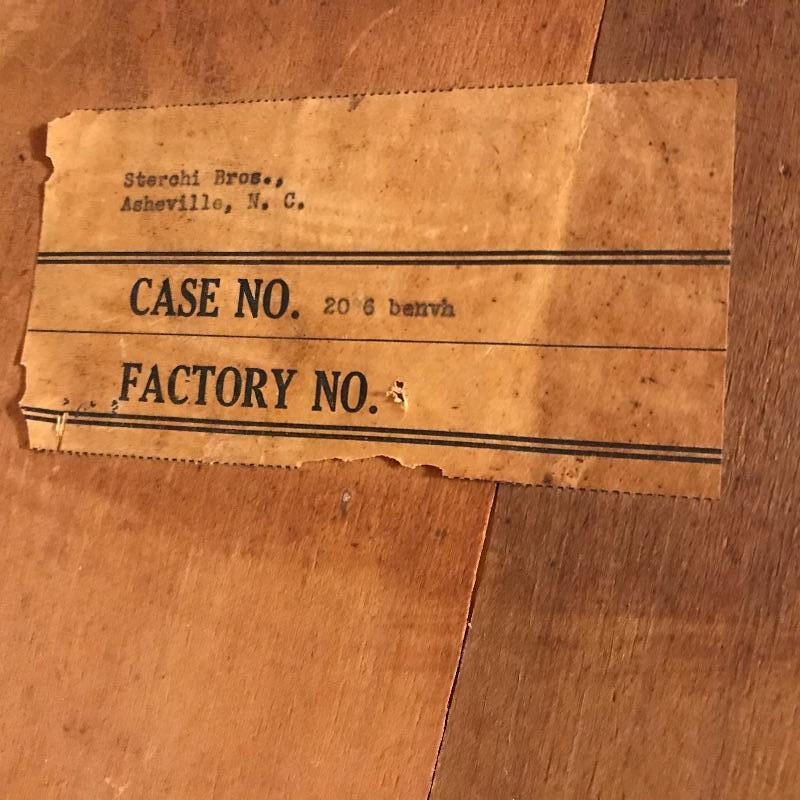 Sterchi Bros.,
Asheville, N. C.
CASE NO. 20 6 benvh
FACTORY NO.